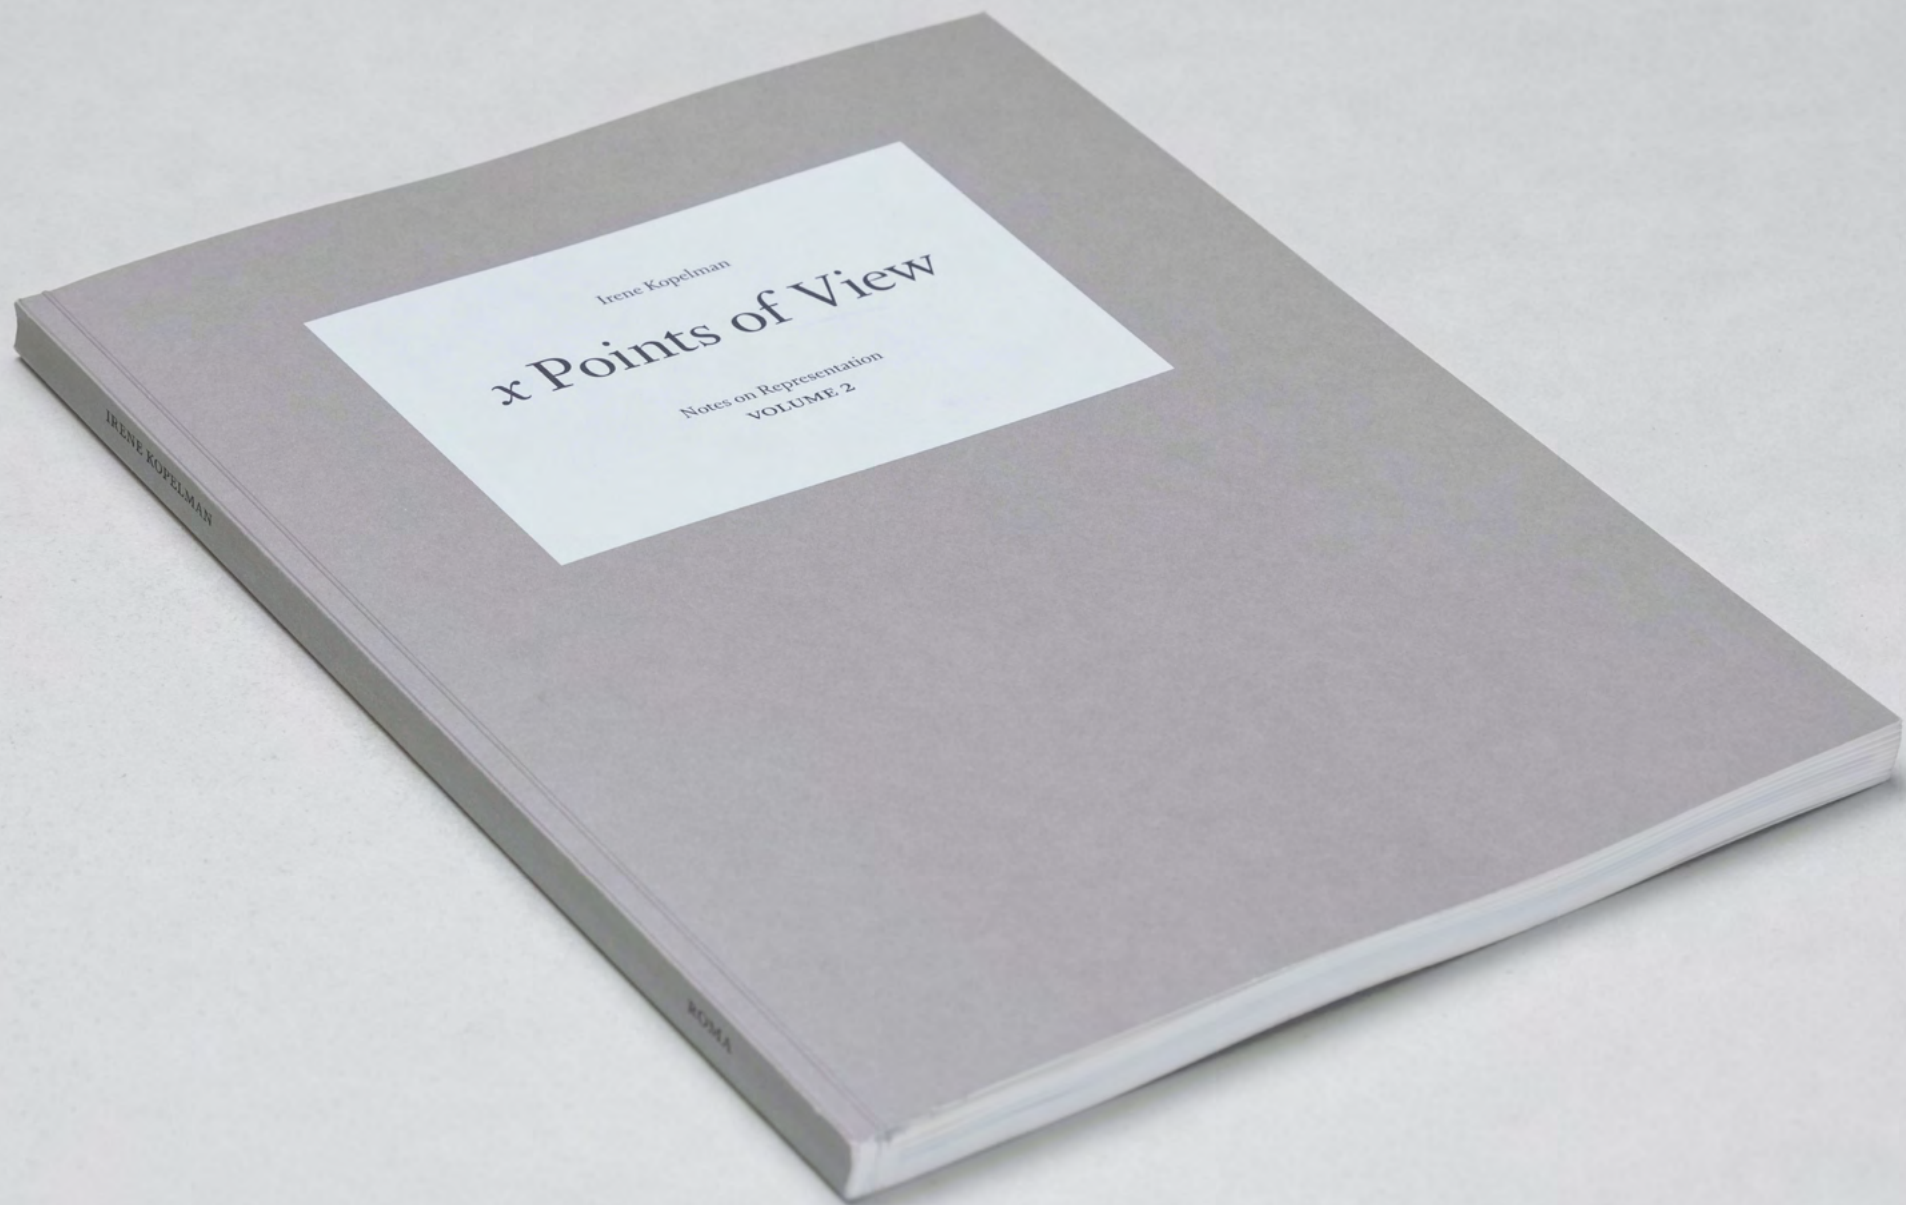 Irene Kopelman
x Points of View
Notes on Representation
VOLUME 2
IRENE KOPELMAN
ROMA